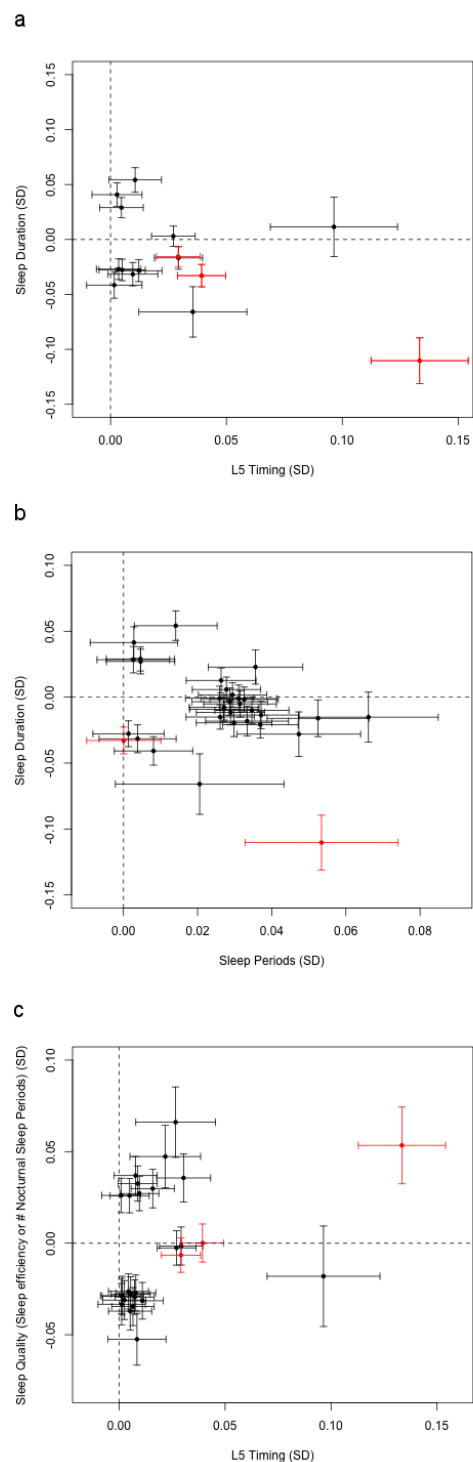 a
0.15
0.10
0.05
0.00
-0.05
-0.10
-0.15
Sleep Duration (SD)
0.00 0.05 0.10 0.15
L5 Timing (SD)
b
0.10
0.05
0.00
-0.05
-0.10
-0.15
Sleep Duration (SD)
0.00 0.02 0.04 0.06 0.08
Sleep Periods (SD)
c
0.10
0.05
0.00
-0.05
Sleep Quality (Sleep efficiency or # Nocturnal Sleep Periods) (SD)
0.00 0.05 0.10 0.15
L5 Timing (SD)